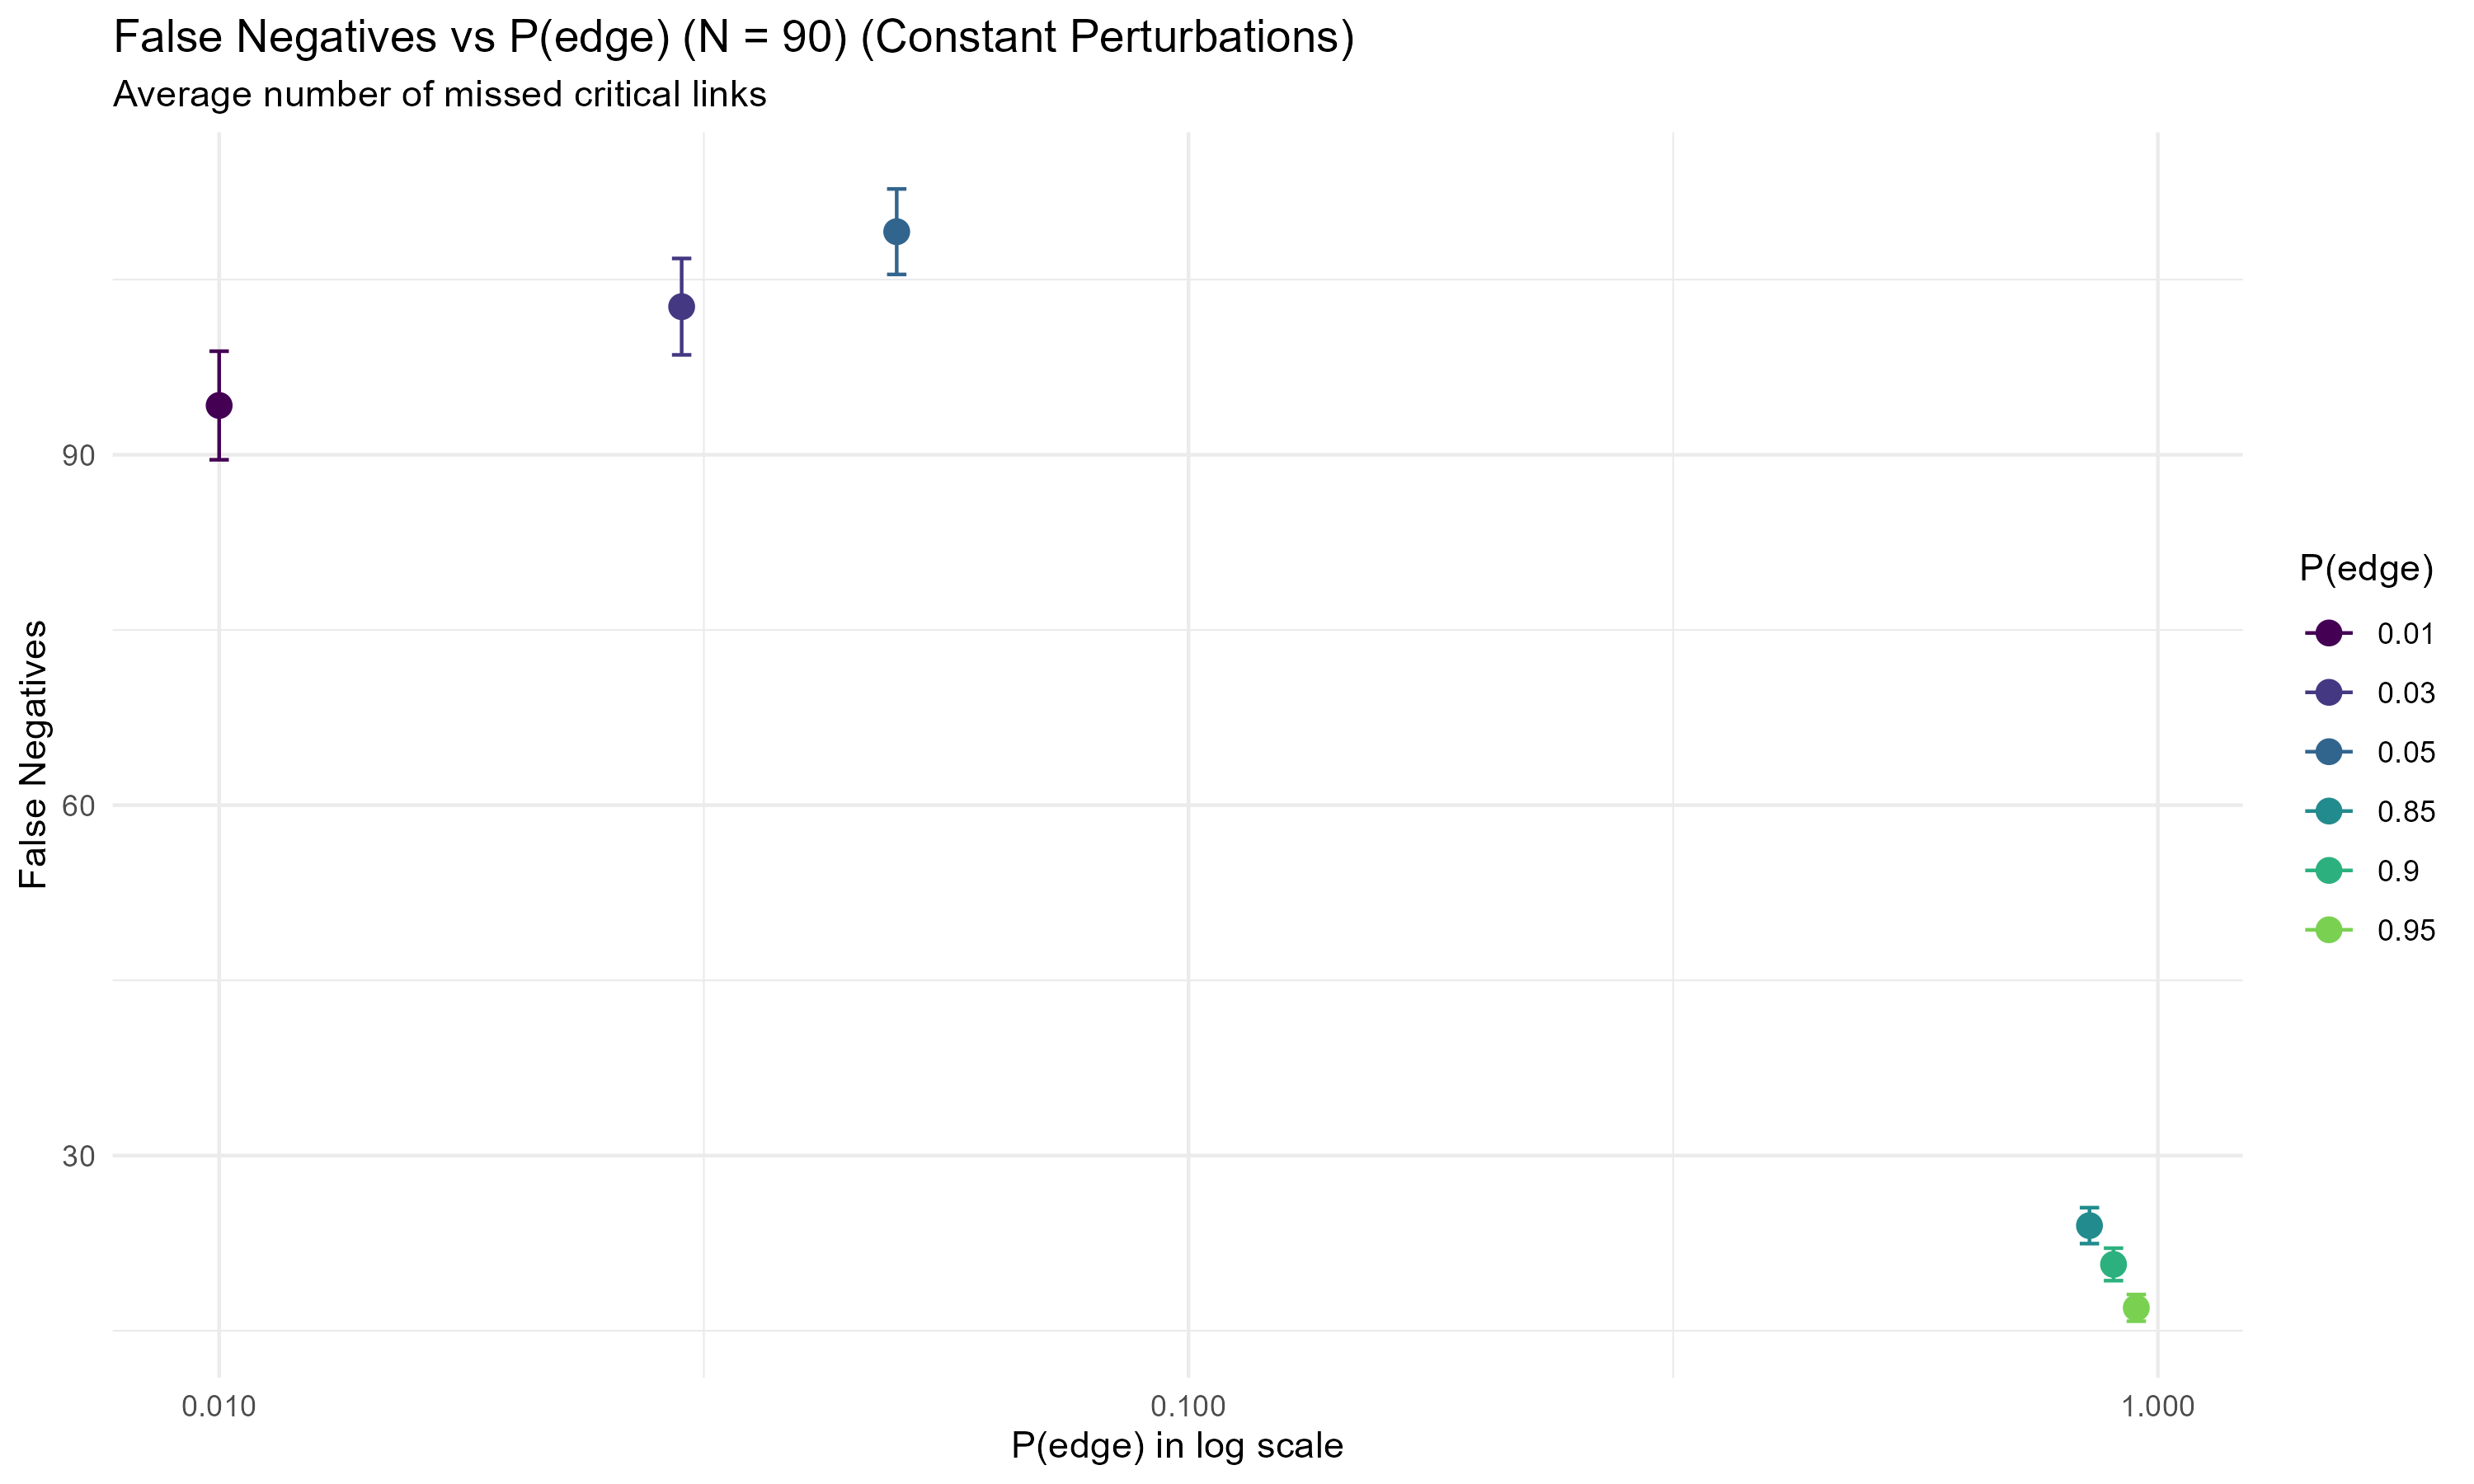 False Negatives vs P(edge) (N = 90) (Constant Perturbations)
Average number of missed critical links
False Negatives
90
60
30
0.010
0.100
1.000
P(edge) in log scale
P(edge)
0.01
0.03
0.05
0.85
0.9
0.95